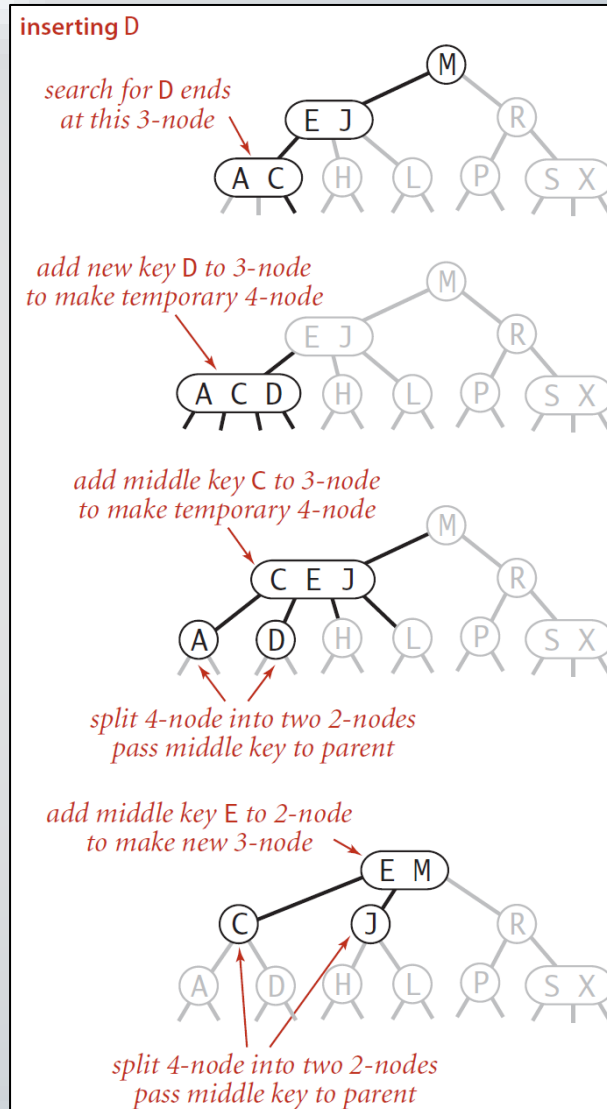 inserting D
M
search for D ends
at this 3-node
E J
R
A C
H
L
P
S X
add new key D to 3-node
to make temporary 4-node
M
E J
R
A C D
H
L
P
S X
add middle key C to 3-node
to make temporary 4-node
M
C E J
R
A
D
H
L
P
S X
split 4-node into two 2-nodes
pass middle key to parent
add middle key E to 2-node
to make new 3-node
E M
C
J
R
A
D
H
L
P
S X
split 4-node into two 2-nodes
pass middle key to parent